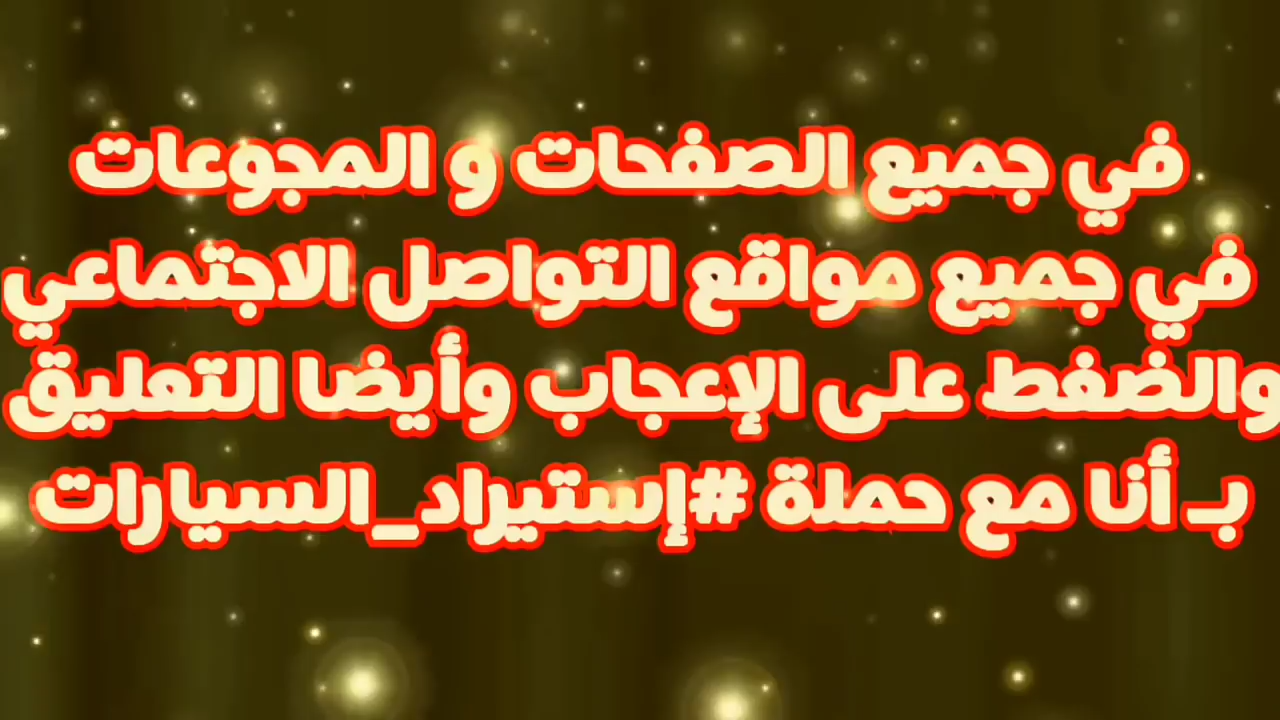 في جميع الصفحات و المجوعات
في جميع مواقع التواصل الاجتماعي
والضغط على الإعجاب وأيضا التعليق
بـ أنا مع حملة #إستيراد_السيارات